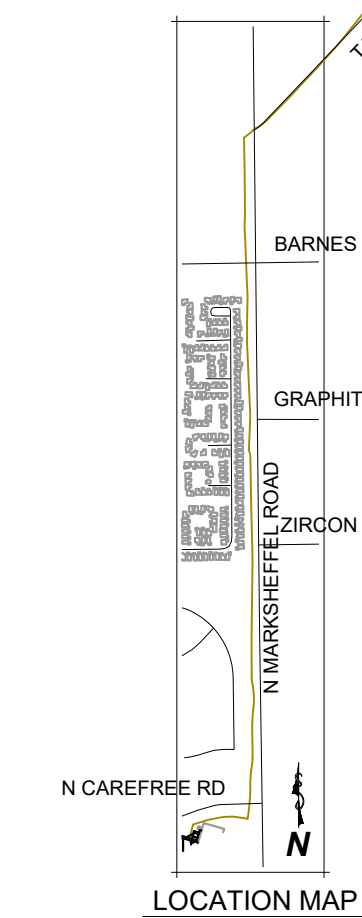 BARNES
GRAPHIT
ZIRCON
N MARKSHEFFEL ROAD
N CAREFREE RD
N
LOCATION MAP